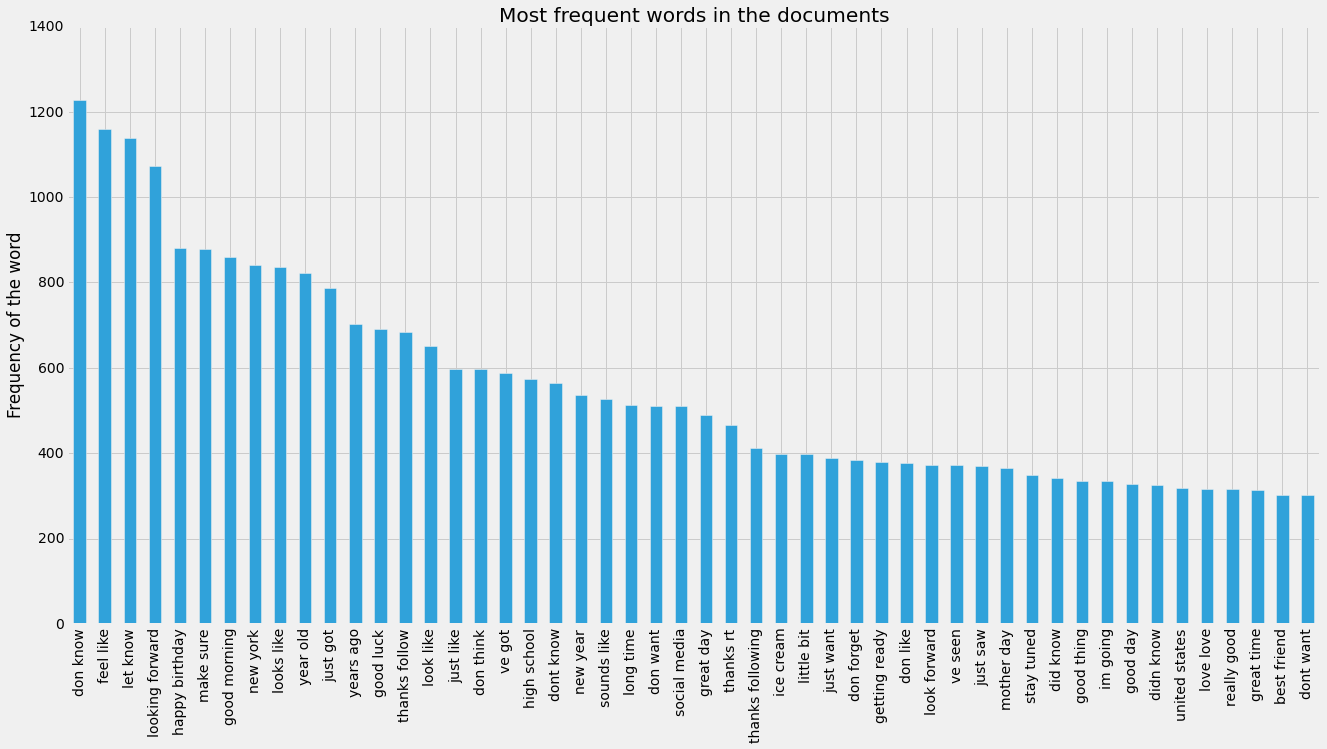 Most frequent words in the documents
Frequency of the word
1400
1200
1000
800
600
400
200
0
don know
feel like
let know
looking forward
happy birthday
make sure
good morning
new york
looks like
year old
just got
years ago
good luck
thanks follow
look like
just like
don think
ve got
high school
dont know
new year
sounds like
long time
don want
social media
great day
thanks rt
thanks following
ice cream
little bit
just want
don forget
getting ready
don like
look forward
ve seen
just saw
mother day
stay tuned
did know
good thing
im going
good day
didn know
united states
love love
really good
great time
best friend
dont want